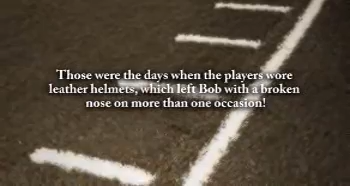 Those were the days when the players wore
leather helmets, which left Bob with a broken
nose on more than one occasion!